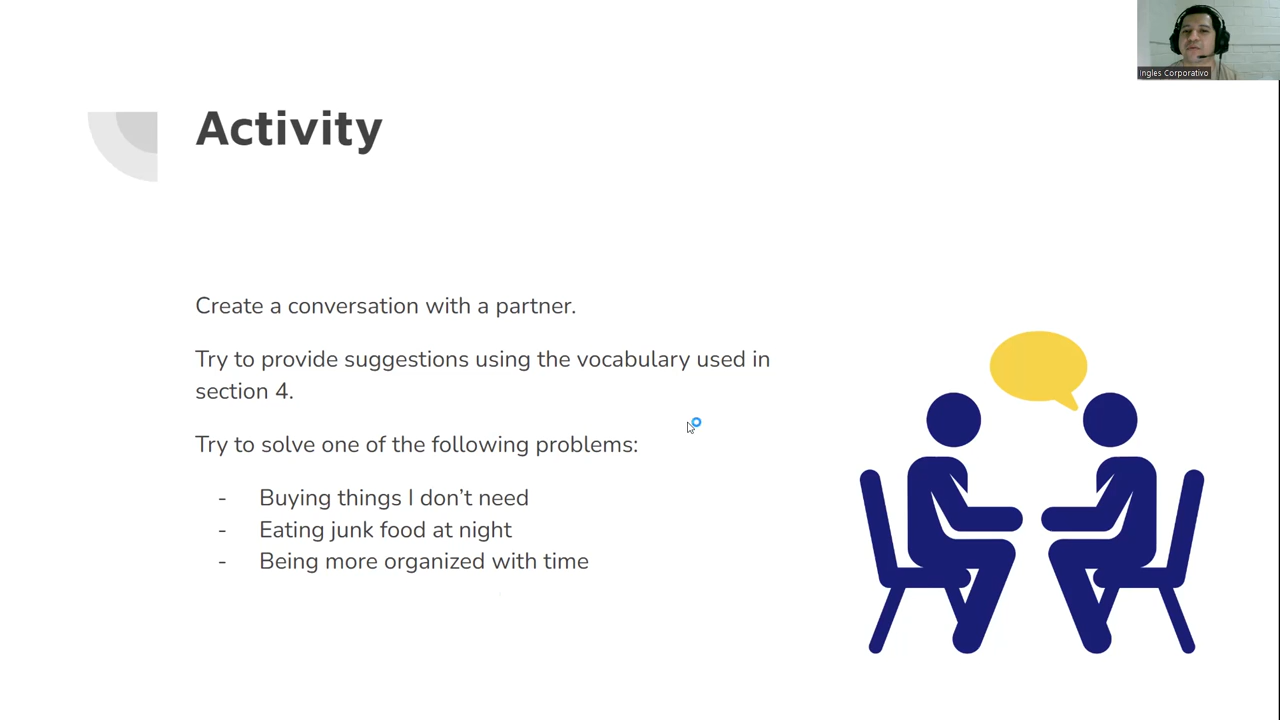 Ingles Corporativo
Activity
Create a conversation with a partner.
Try to provide suggestions using the vocabulary used in
section 4.
Try to solve one of the following problems:
- Buying things I don’t need
- Eating junk food at night
- Being more organized with time